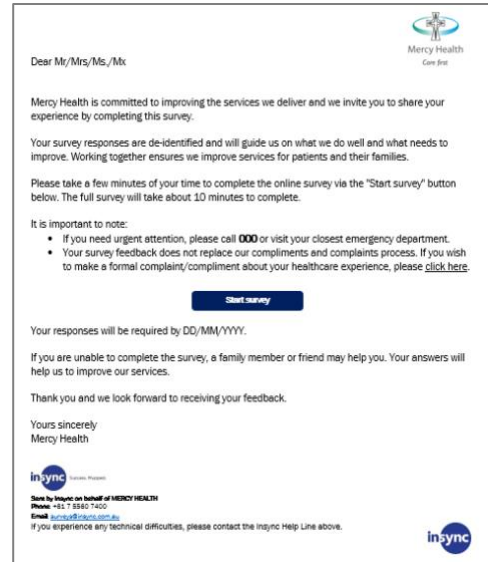 Mercy Health
Care first
Dear Mr/Mrs/Ms./Mx
Mercy Health is committed to improving the services we deliver and we invite you to share your
experience by completing this survey.
Your survey responses are de-identified and will guide us on what we do well and what needs to
improve. Working together ensures we improve services for patients and their families.
Please take a few minutes of your time to complete the online survey via the "Start survey" button
below. The full survey will take about 10 minutes to complete.
It is important to note:
• If you need urgent attention, please call 000 or visit your closest emergency department.
• Your survey feedback does not replace our compliments and complaints process. If you wish
to make a formal complaint/compliment about your healthcare experience, please click here.
Start survey
Your responses will be required by DD/MM/YYYY.
If you are unable to complete the survey, a family member or friend may help you. Your answers will
help us to improve our services.
Thank you and we look forward to receiving your feedback.
Yours sincerely
Mercy Health
insync
Sent by Insync on behalf of MERCY HEALTH
Phone: +61 7 5560 7400
Email: surveys@insync.com.au
If you experience any technical difficulties, please contact the Insync Help Line above.
insync